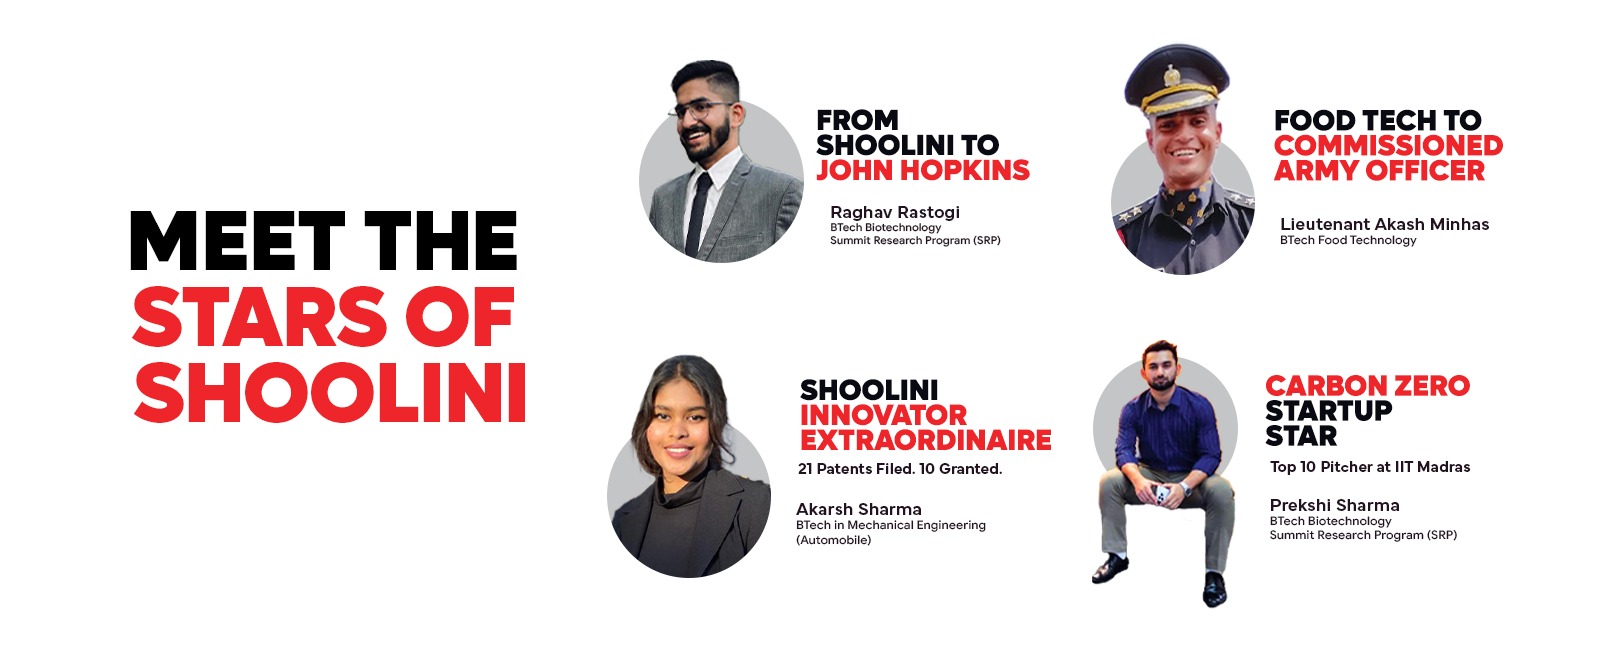 MEET THE
STARS OF
SHOOLINI
FROM
SHOOLINI TO
JOHN HOPKINS
Raghav Rastogi
BTech Biotechnology
Summit Research Program (SRP)
FOOD TECH TO
COMMISSIONED
ARMY OFFICER
Lieutenant Akash Minhas
BTech Food Technology
SHOOLINI
INNOVATOR
EXTRAORDINAIRE
21 Patents Filed. 10 Granted.
Akarsh Sharma
BTech in Mechanical Engineering
(Automobile)
CARBON ZERO
STARTUP
STAR
Top 10 Pitcher at IIT Madras
Prekshi Sharma
BTech Biotechnology
Summit Research Program (SRP)